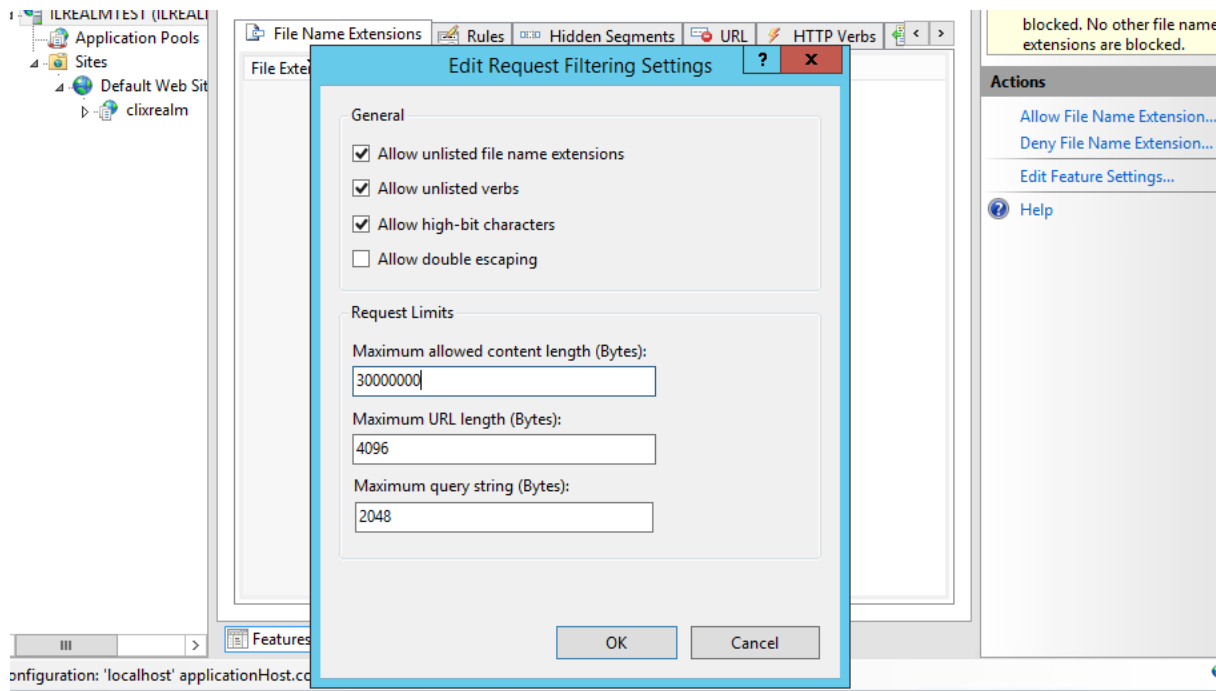 ILREALMTEST (ILREALI
Application Pools
Sites
Default Web Sit
clixrealm
File Name Extensions
Rules
Hidden Segments
URL
HTTP Verbs
File Exte
Edit Request Filtering Settings
?
x
General
Allow unlisted file name extensions
Allow unlisted verbs
Allow high-bit characters
Allow double escaping
Request Limits
Maximum allowed content length (Bytes):
30000000
Maximum URL length (Bytes):
4096
Maximum query string (Bytes):
2048
OK
Cancel
blocked. No other file name
extensions are blocked.
Actions
Allow File Name Extension...
Deny File Name Extension...
Edit Feature Settings...
Help
Features
onfiguration: 'localhost' applicationHost.co